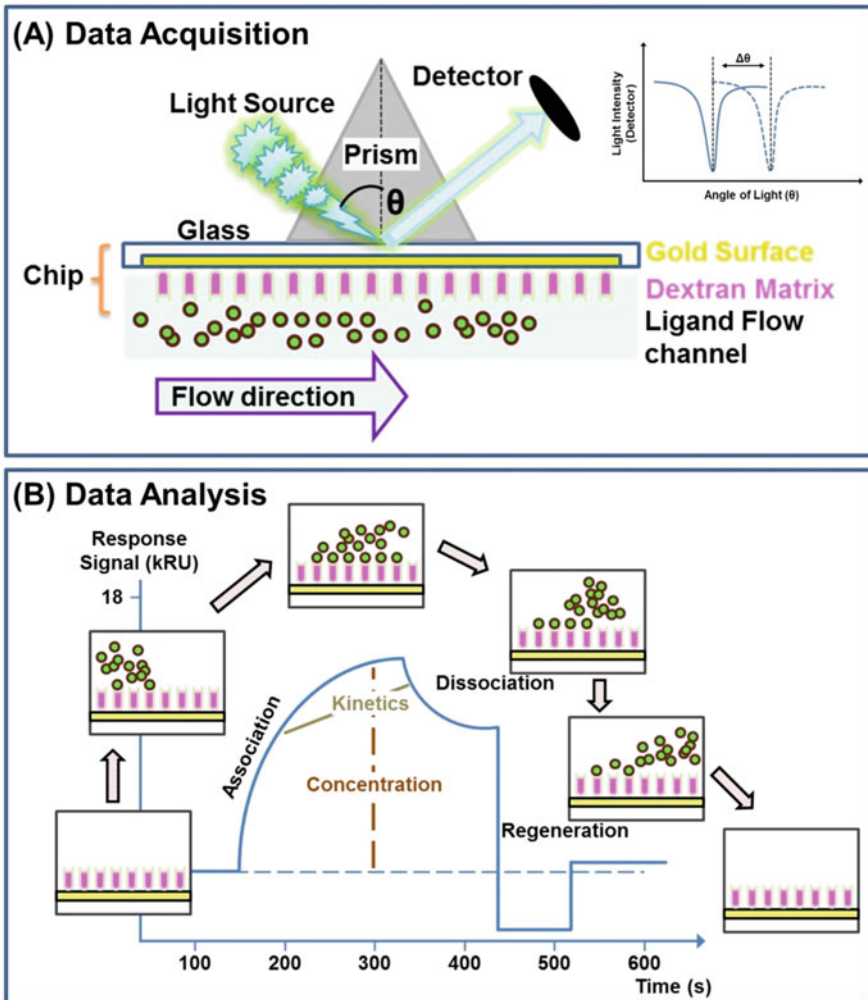 (A) Data Acquisition
Light Source
Detector
Prism
θ
Glass
Chip
Gold Surface
Dextran Matrix
Ligand Flow
channel
Flow direction
Δθ
Light Intensity
(Detector)
Angle of Light (θ)
(B) Data Analysis
Response
Signal (kRU)
18
Association
Kinetics
Concentration
Dissociation
Regeneration
100
200
300
400
500
600
Time (s)